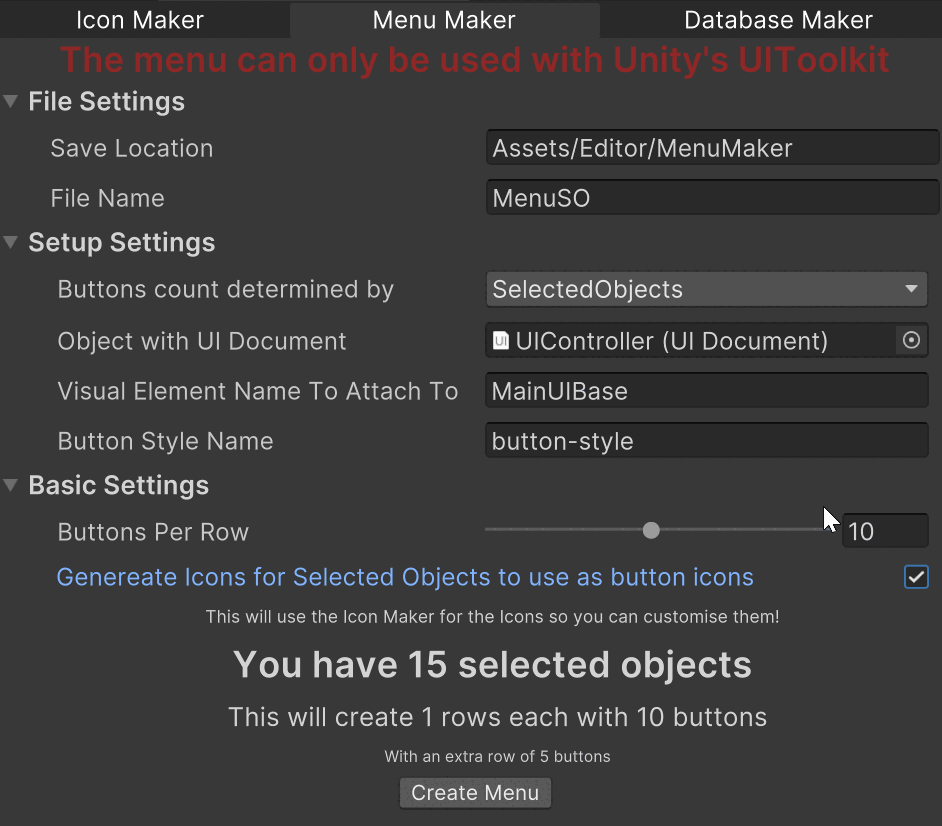 Icon Maker Menu Maker Database Maker
The menu can only be used with Unity's UIToolkit
File Settings
Save Location Assets/Editor/MenuMaker
File Name MenuSO
Setup Settings
Buttons count determined by SelectedObjects
Object with UI Document UI UIController (UI Document)
Visual Element Name To Attach To MainUIBase
Button Style Name button-style
Basic Settings
Buttons Per Row 10
Genereate Icons for Selected Objects to use as button icons
This will use the Icon Maker for the Icons so you can customise them!
You have 15 selected objects
This will create 1 rows each with 10 buttons
With an extra row of 5 buttons
Create Menu